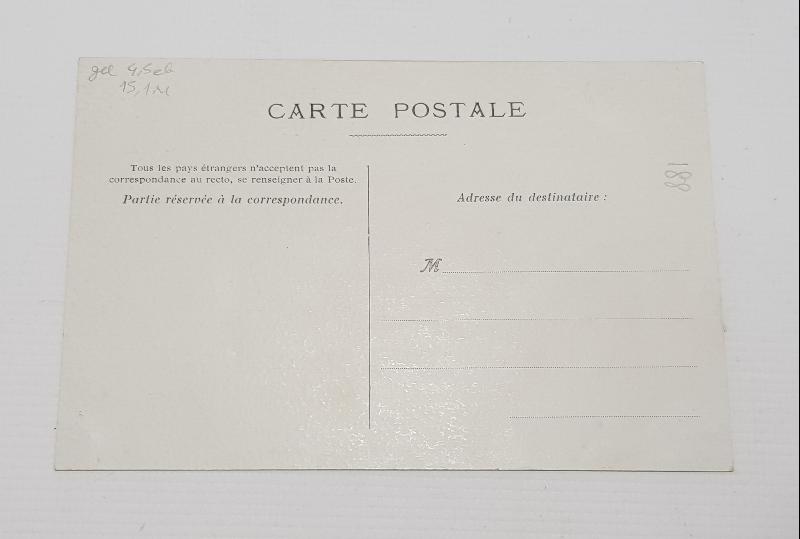 CARTE POSTALE
Tous les pays étrangers n'acceptent pas la
correspondance au recto, se renseigner à la Poste.
Partie réservée à la correspondance.
Adresse du destinataire :
M
188